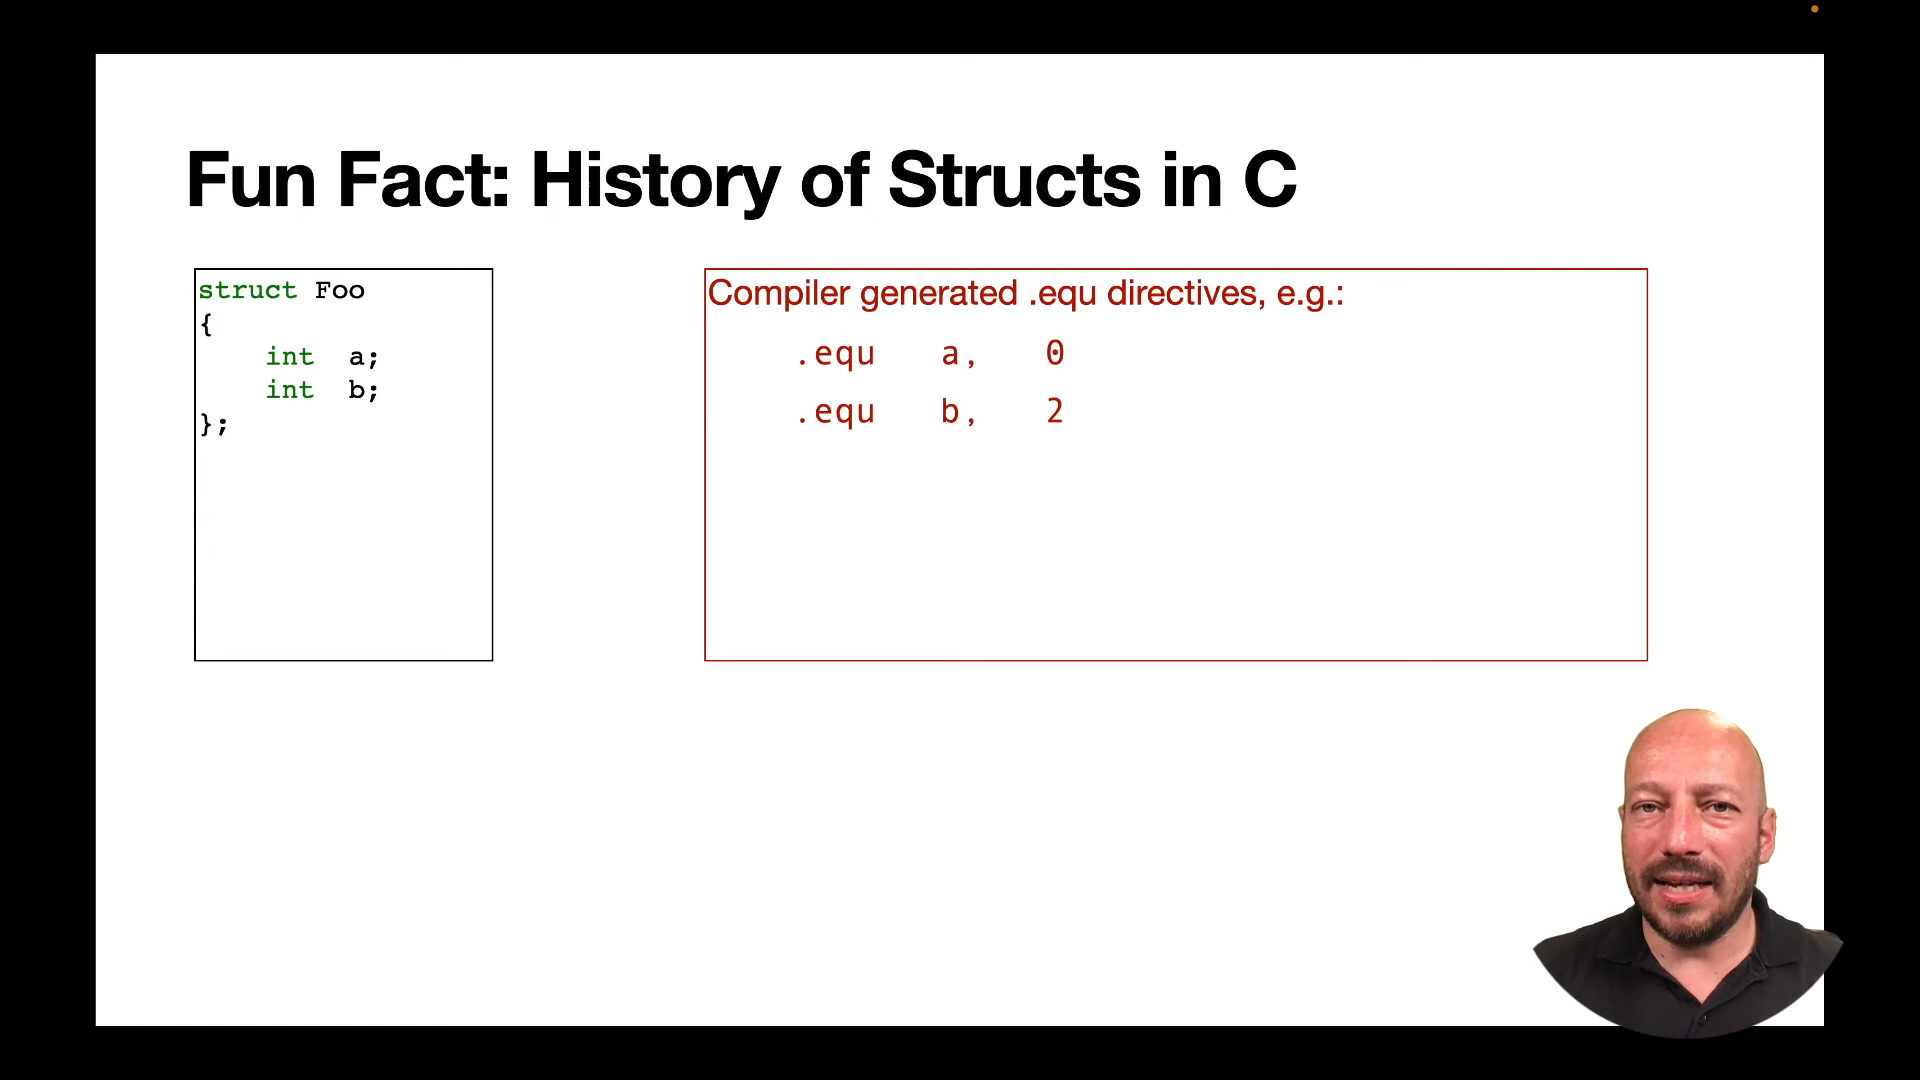 Fun Fact: History of Structs in C
struct Foo
{
    int  a;
    int  b;
};
Compiler generated .equ directives, e.g.:
.equ    a,    0
.equ    b,    2